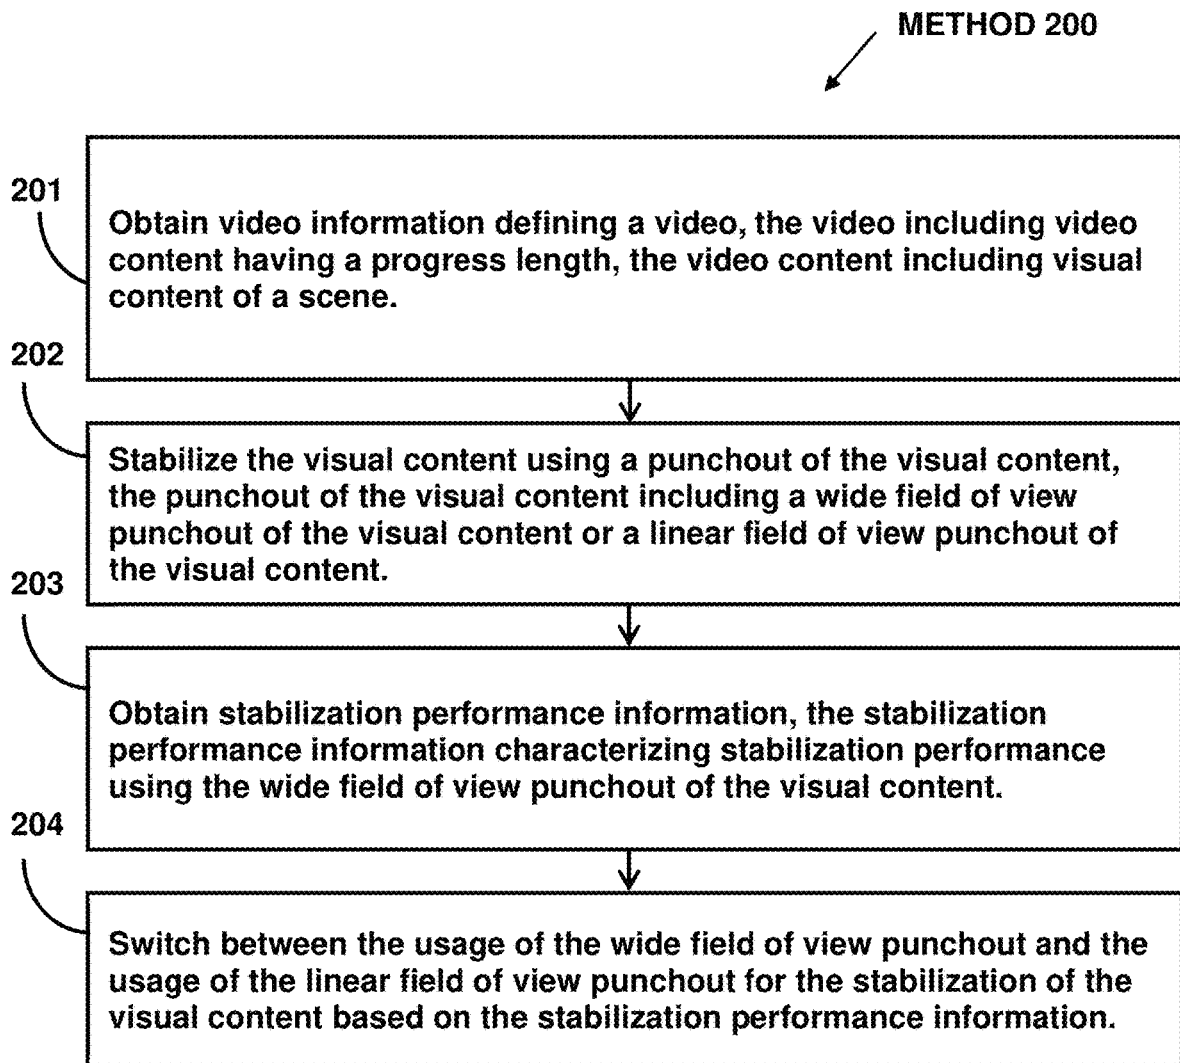 METHOD 200
201
Obtain video information defining a video, the video including video
content having a progress length, the video content including visual
content of a scene.
202
Stabilize the visual content using a punchout of the visual content,
the punchout of the visual content including a wide field of view
punchout of the visual content or a linear field of view punchout of
the visual content.
203
Obtain stabilization performance information, the stabilization
performance information characterizing stabilization performance
using the wide field of view punchout of the visual content.
204
Switch between the usage of the wide field of view punchout and the
usage of the linear field of view punchout for the stabilization of the
visual content based on the stabilization performance information.